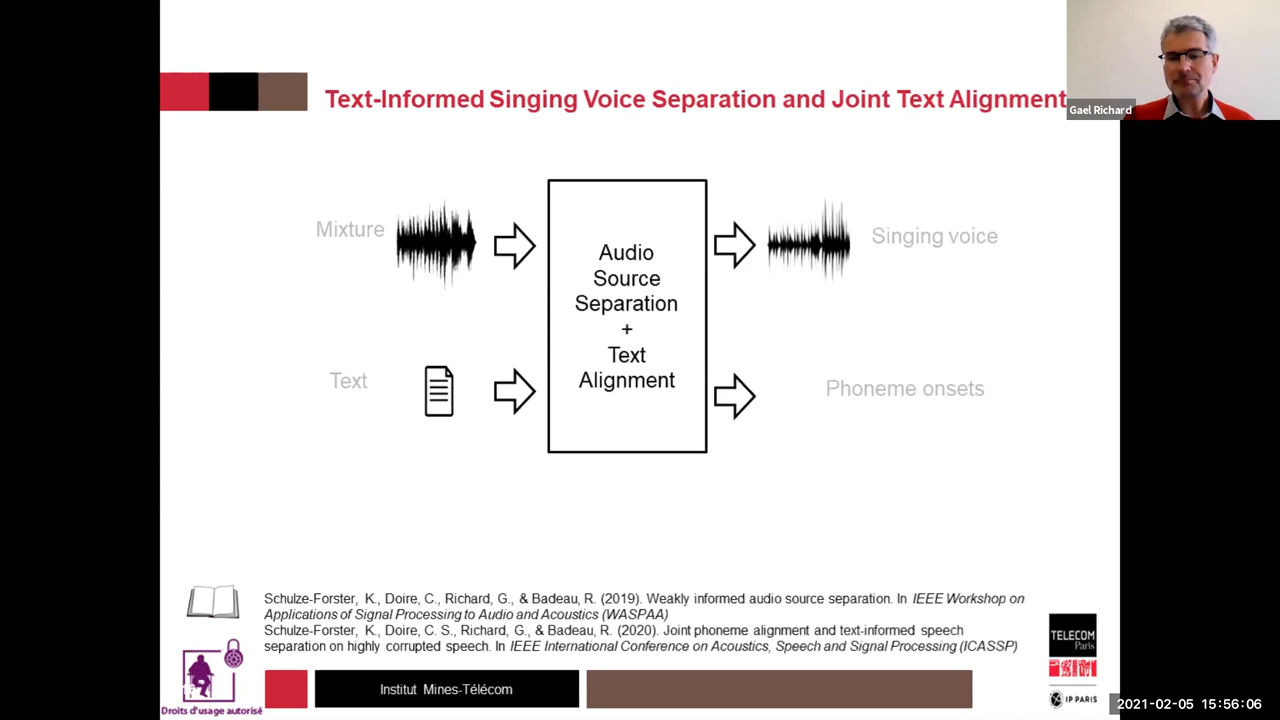 Text-Informed Singing Voice Separation and Joint Text Alignment
Gael Richard
Mixture
Audio
Source
Separation
+
Text
Alignment
Singing voice
Text
Phoneme onsets
Schulze-Forster, K., Doire, C., Richard, G., & Badeau, R. (2019). Weakly informed audio source separation. In IEEE Workshop on
Applications of Signal Processing to Audio and Acoustics (WASPAA)
Schulze-Forster, K., Doire, C. S., Richard, G., & Badeau, R. (2020). Joint phoneme alignment and text-informed speech
separation on highly corrupted speech. In IEEE International Conference on Acoustics, Speech and Signal Processing (ICASSP)
TELECOM
Paris
IP PARIS
Institut Mines-Télécom
Droits d'usage autorisé
2021-02-05 15:56:06